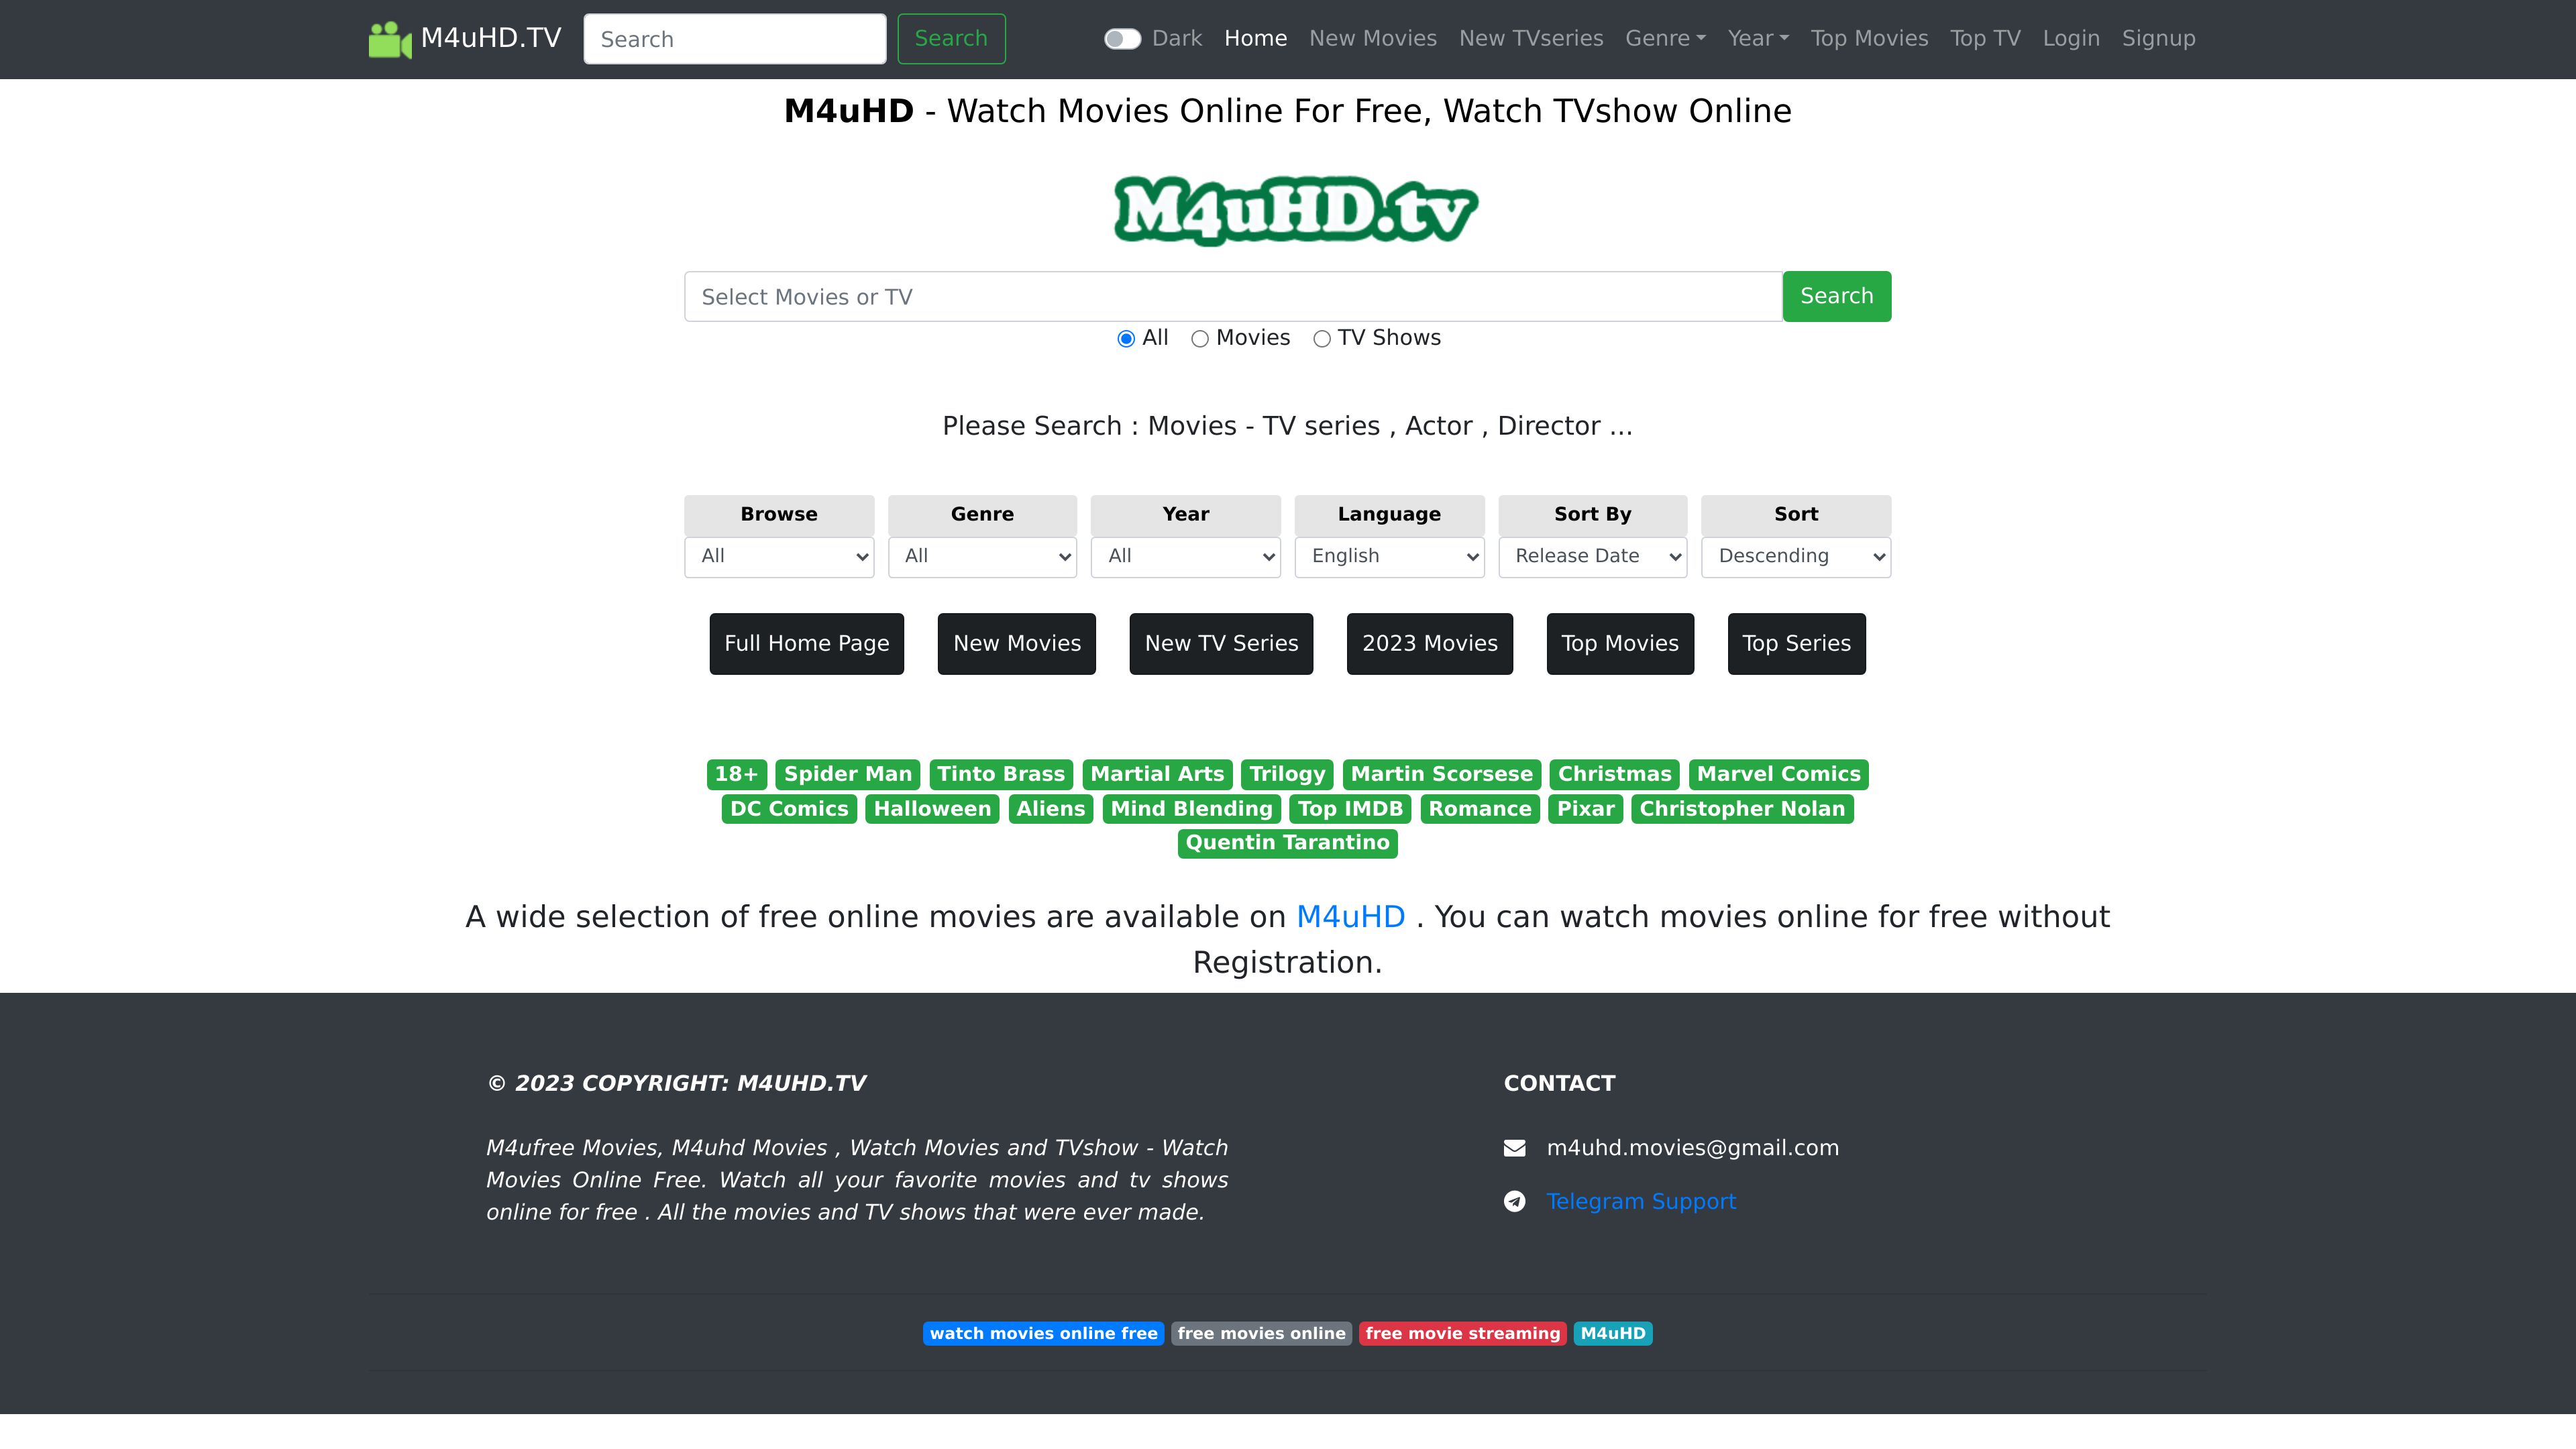 M4uHD.TV Search Search Dark Home New Movies New TVseries Genre Year Top Movies Top TV Login Signup
M4uHD - Watch Movies Online For Free, Watch TVshow Online
M4uHD.tv
Select Movies or TV Search
All Movies TV Shows
Please Search : Movies - TV series , Actor , Director ...
Browse Genre Year Language Sort By Sort
All All All English Release Date Descending
Full Home Page New Movies New TV Series 2023 Movies Top Movies Top Series
18+ Spider Man Tinto Brass Martial Arts Trilogy Martin Scorsese Christmas Marvel Comics
DC Comics Halloween Aliens Mind Blending Top IMDB Romance Pixar Christopher Nolan
Quentin Tarantino
A wide selection of free online movies are available on M4uHD . You can watch movies online for free without
Registration.
© 2023 COPYRIGHT: M4UHD.TV
M4ufree Movies, M4uhd Movies , Watch Movies and TVshow - Watch
Movies Online Free. Watch all your favorite movies and tv shows
online for free . All the movies and TV shows that were ever made.
CONTACT
m4uhd.movies@gmail.com
Telegram Support
watch movies online free free movies online free movie streaming M4uHD